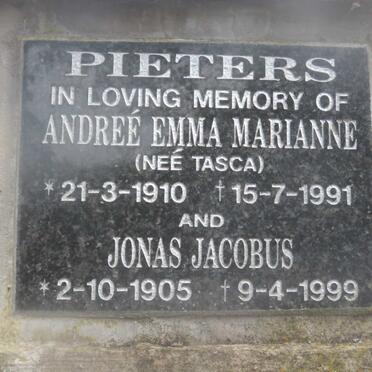 PIETERS
IN LOVING MEMORY OF
ANDREÉ EMMA MARIANNE
(NEÉ TASCA)
*21-3-1910 †15-7-1991
AND
JONAS JACOBUS
*2-10-1905 †9-4-1999